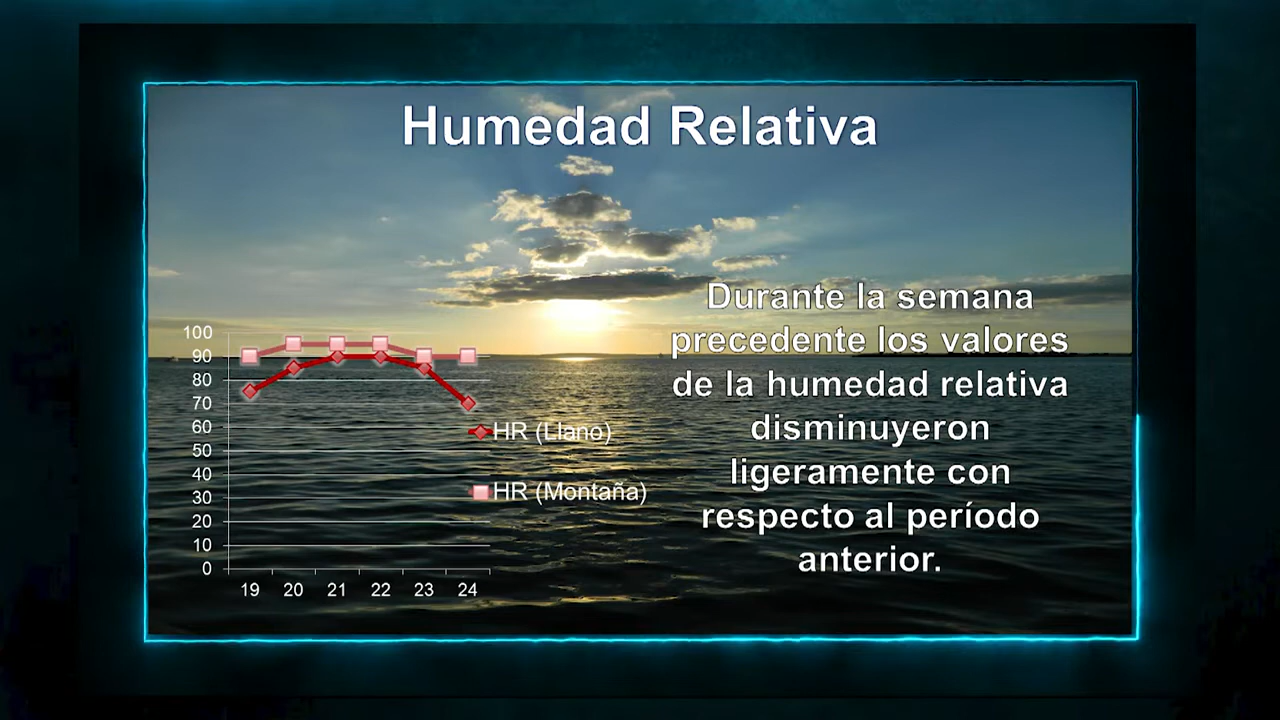 Humedad Relativa
Durante la semana
precedente los valores
de la humedad relativa
disminuyeron
ligeramente con
respecto al período
anterior.
100
90
80
70
60
50
40
30
20
10
0
19 20 21 22 23 24
HR (Llano)
HR (Montaña)